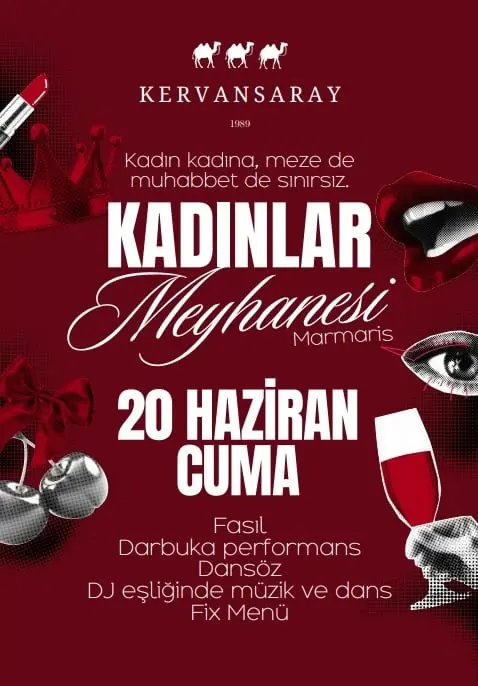 KERVANSARAY
1989
Kadın kadına, meze de
muhabbet de sınırsız.
KADINLAR
Meyhanesi
Marmaris
20 HAZİRAN
CUMA
Fasıl
Darbuka performans
Dansöz
DJ eşliğinde müzik ve dans
Fix Menü